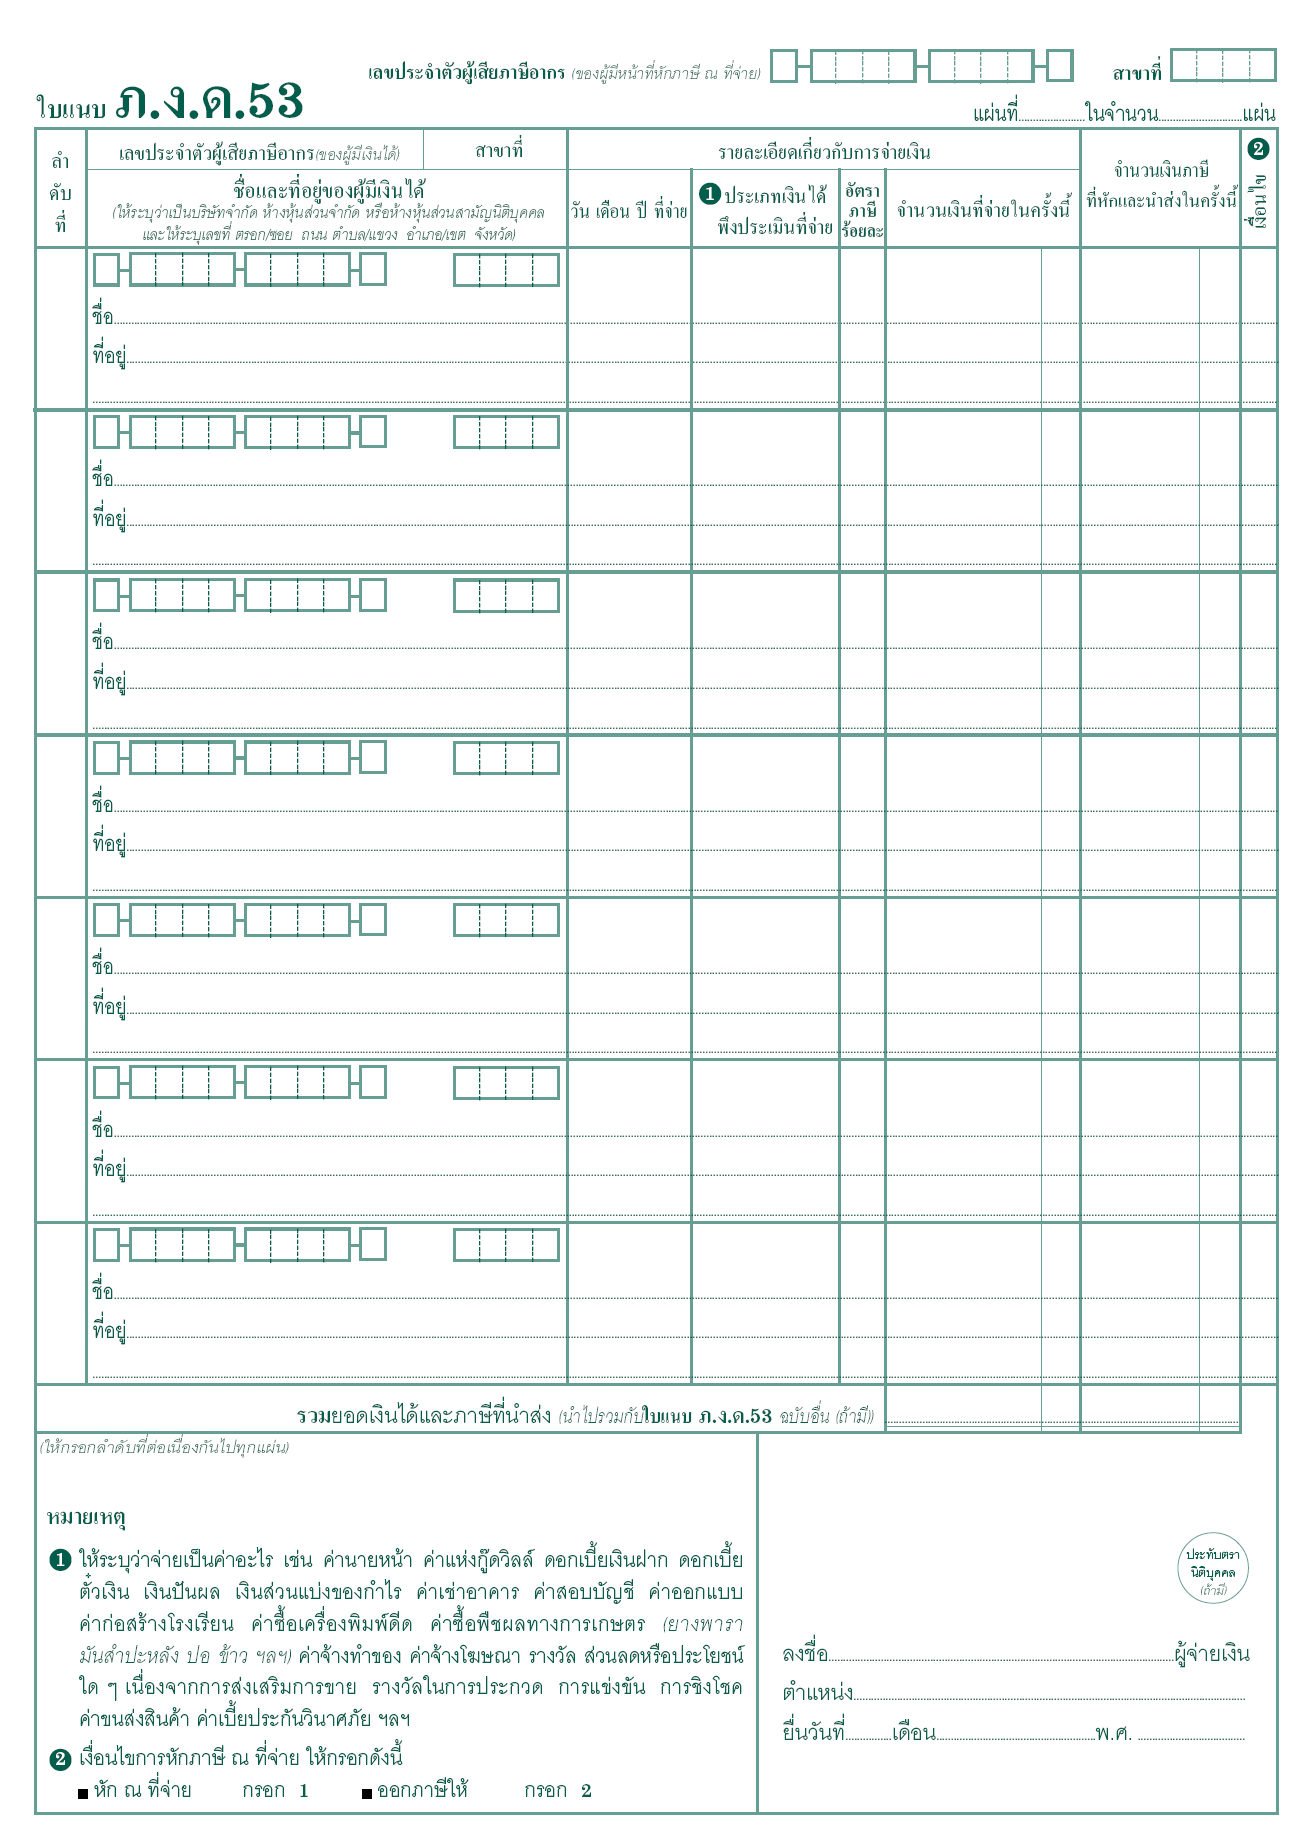 เลขประจำตัวผู้เสียภาษีอากร (ของผู้มีหน้าที่หักภาษี ณ ที่จ่าย) สาขาที่
ใบแนบ ภ.ง.ด.53
แผ่นที่..........ในจำนวน..........แผ่น
ลำดับที่
เลขประจำตัวผู้เสียภาษีอากร(ของผู้มีเงินได้) สาขาที่
ชื่อและที่อยู่ของผู้มีเงินได้
(ให้ระบุว่าเป็นบริษัทจำกัด ห้างหุ้นส่วนจำกัด หรือห้างหุ้นส่วนสามัญนิติบุคคล
และให้ระบุเลขที่ ตรอก/ซอย ถนน ตำบล/แขวง อำเภอ/เขต จังหวัด)
รายละเอียดเกี่ยวกับการจ่ายเงิน
วัน เดือน ปี ที่จ่าย
1 ประเภทเงินได้
พึงประเมินที่จ่าย
อัตรา
ภาษี
ร้อยละ
จำนวนเงินที่จ่ายในครั้งนี้
จำนวนเงินภาษี
ที่หักและนำส่งในครั้งนี้
2 เงื่อนไข
ชื่อ
ที่อยู่
ชื่อ
ที่อยู่
ชื่อ
ที่อยู่
ชื่อ
ที่อยู่
ชื่อ
ที่อยู่
ชื่อ
ที่อยู่
ชื่อ
ที่อยู่
รวมยอดเงินได้และภาษีที่นำส่ง (นำไปรวมกับใบแนบ ภ.ง.ด.53 ฉบับอื่น (ถ้ามี))
(ให้กรอกลำดับที่ต่อเนื่องกันไปทุกแผ่น)
หมายเหตุ
1 ให้ระบุว่าจ่ายเป็นค่าอะไร เช่น ค่านายหน้า ค่าแห่งกู๊ดวิลล์ ดอกเบี้ยเงินฝาก ดอกเบี้ย
ตั๋วเงิน เงินปันผล เงินส่วนแบ่งของกำไร ค่าเช่าอาคาร ค่าสอบบัญชี ค่าออกแบบ
ค่าก่อสร้างโรงเรียน ค่าซื้อเครื่องพิมพ์ดีด ค่าซื้อพืชผลทางการเกษตร (ยางพารา
มันสำปะหลัง ปอ ข้าว ฯลฯ) ค่าจ้างทำของ ค่าจ้างโฆษณา รางวัล ส่วนลดหรือประโยชน์
ใด ๆ เนื่องจากการส่งเสริมการขาย รางวัลในการประกวด การแข่งขัน การชิงโชค
ค่าขนส่งสินค้า ค่าเบี้ยประกันวินาศภัย ฯลฯ
2 เงื่อนไขการหักภาษี ณ ที่จ่าย ให้กรอกดังนี้
■ หัก ณ ที่จ่าย กรอก 1 ■ ออกภาษีให้ กรอก 2
ประทับตรา
นิติบุคคล
(ถ้ามี)
ลงชื่อ..........ผู้จ่ายเงิน
ตำแหน่ง..........
ยื่นวันที่..........เดือน..........พ.ศ. ..........